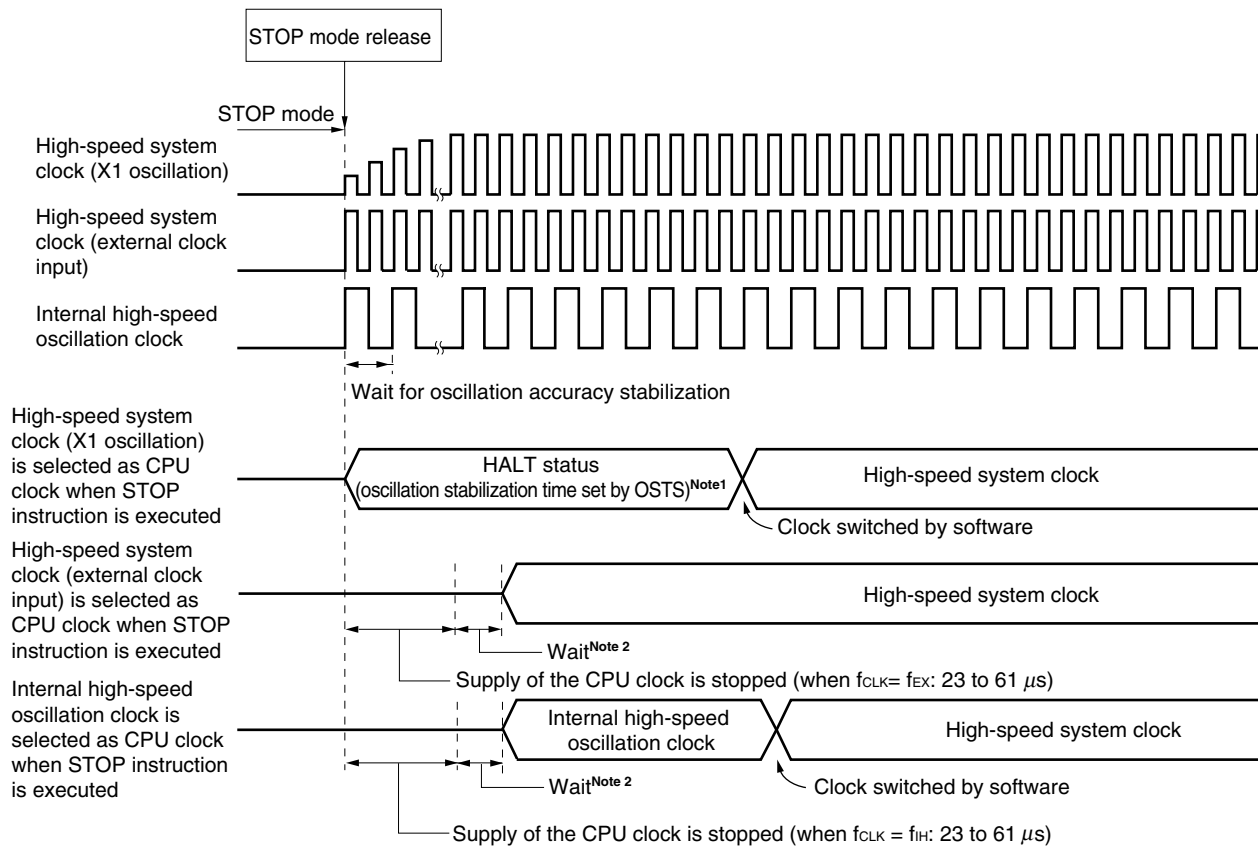 STOP mode release
STOP mode
High-speed system
clock (X1 oscillation)
High-speed system
clock (external clock
input)
Internal high-speed
oscillation clock
Wait for oscillation accuracy stabilization
High-speed system
clock (X1 oscillation)
is selected as CPU
clock when STOP
instruction is executed
HALT status
(oscillation stabilization time set by OSTS)Note1
High-speed system clock
Clock switched by software
High-speed system
clock (external clock
input) is selected as
CPU clock when STOP
instruction is executed
High-speed system clock
WaitNote 2
Supply of the CPU clock is stopped (when fCLK= fEX: 23 to 61 μs)
Internal high-speed
oscillation clock is
selected as CPU clock
when STOP instruction
is executed
Internal high-speed
oscillation clock
High-speed system clock
WaitNote 2
Clock switched by software
Supply of the CPU clock is stopped (when fCLK = fIH: 23 to 61 μs)